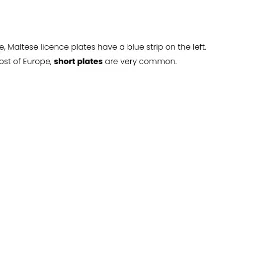 e, Maltese licence plates have a blue strip on the left.
ost of Europe, short plates are very common.